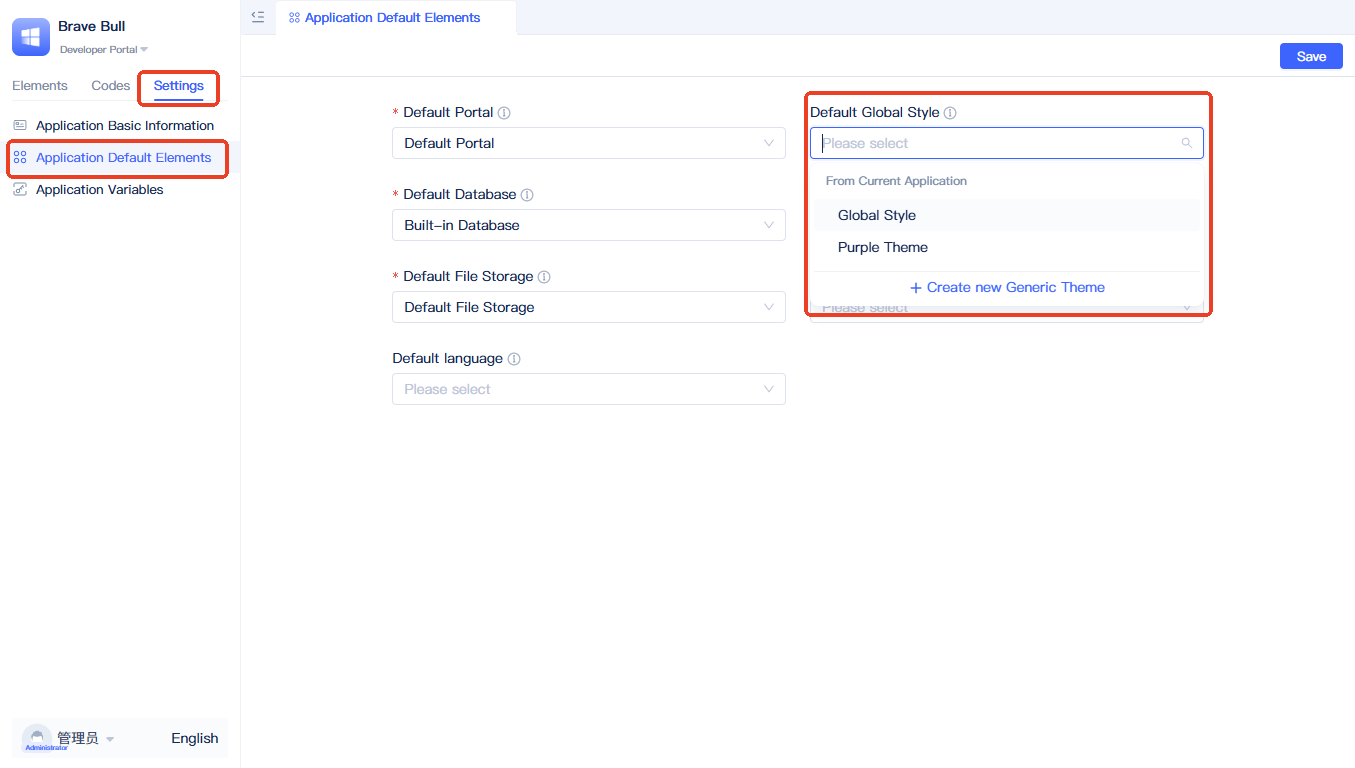 Brave Bull
Developer Portal
Elements Codes Settings
Application Basic Information
Application Default Elements
Application Variables
管理员
Administrator
English
Application Default Elements
Save
* Default Portal
Default Portal
* Default Database
Built-in Database
* Default File Storage
Default File Storage
Default language
Please select
Default Global Style
Please select
From Current Application
Global Style
Purple Theme
+ Create new Generic Theme
Please select